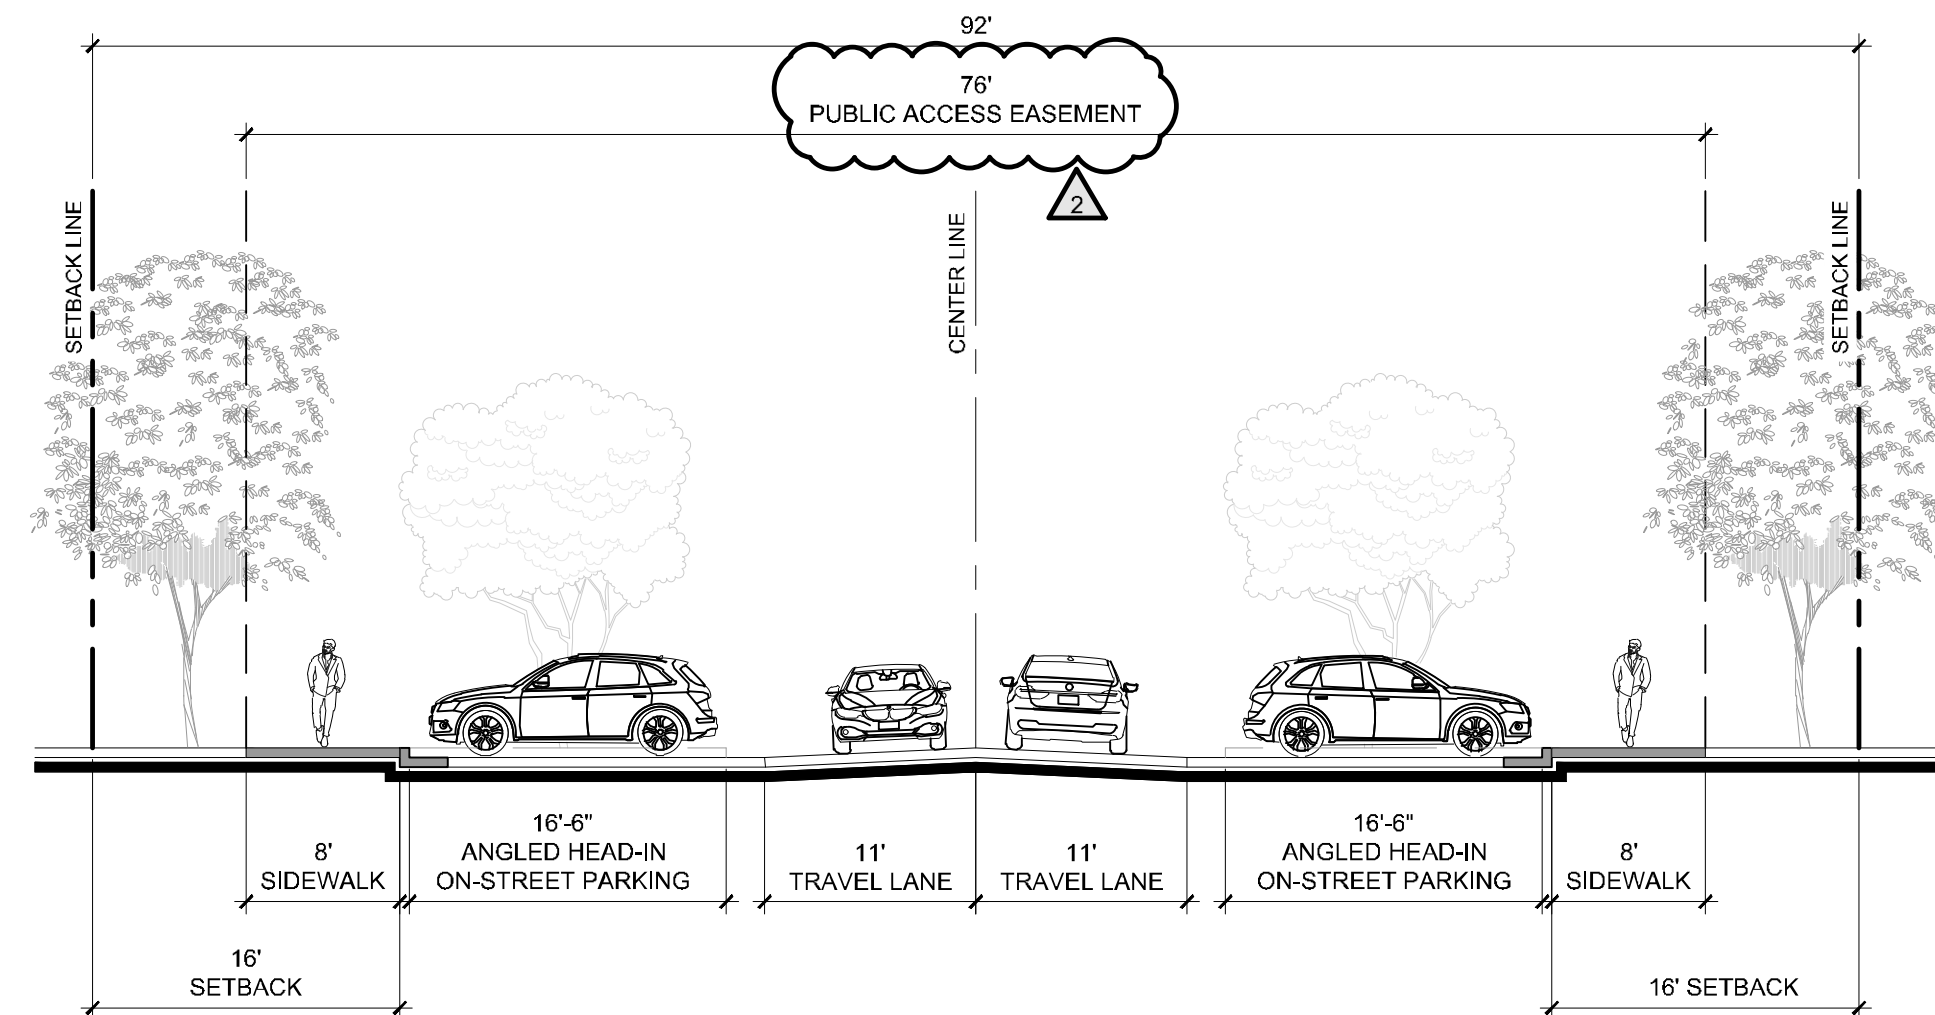 92'
76'
PUBLIC ACCESS EASEMENT
2
SETBACK LINE
CENTER LINE
SETBACK LINE
8'
SIDEWALK
16'-6"
ANGLED HEAD-IN
ON-STREET PARKING
11'
TRAVEL LANE
11'
TRAVEL LANE
16'-6"
ANGLED HEAD-IN
ON-STREET PARKING
8'
SIDEWALK
16'
SETBACK
16' SETBACK